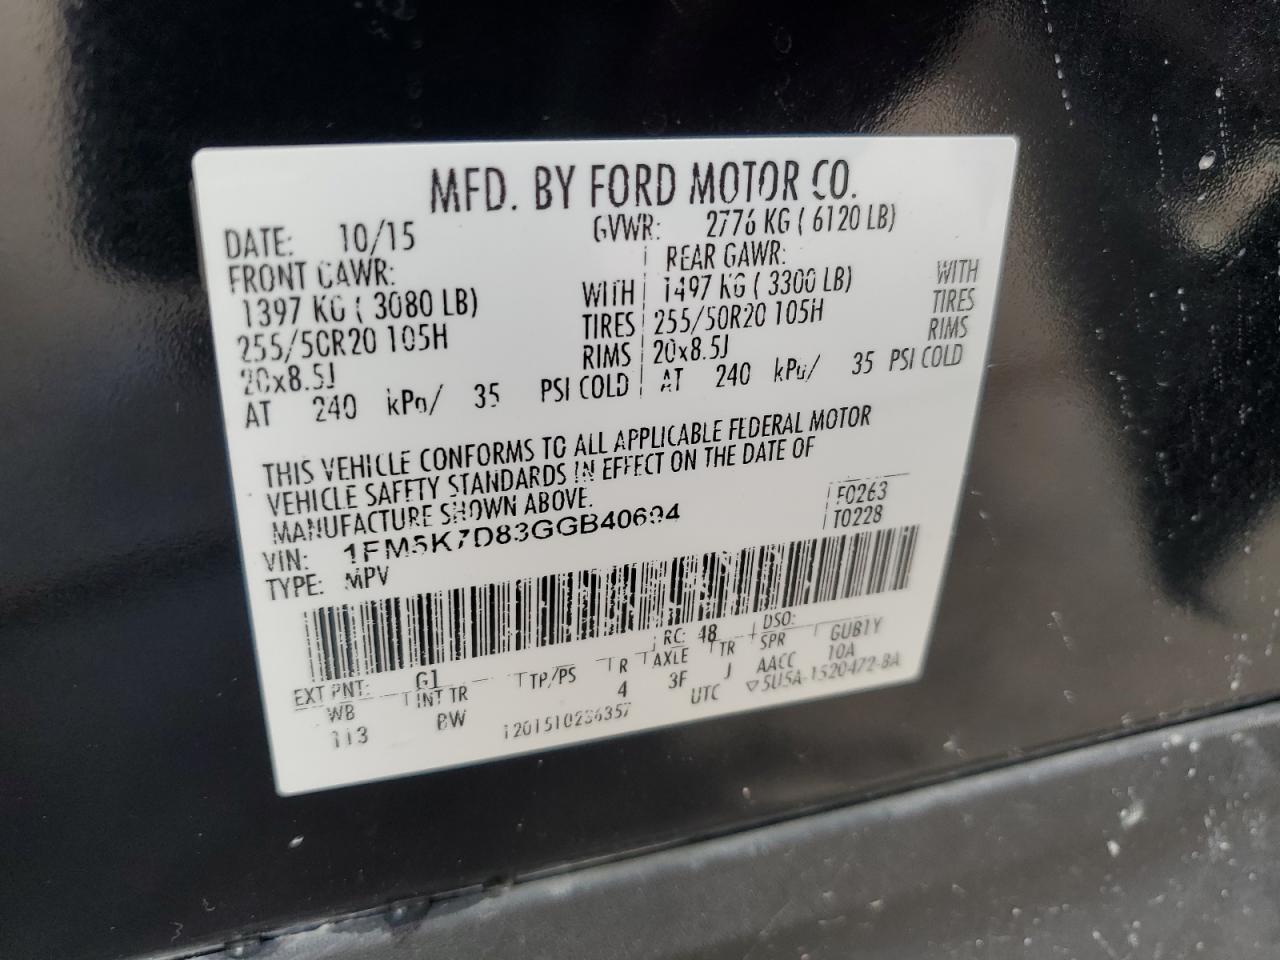 MFD. BY FORD MOTOR CO.
DATE: 10/15 GVWR: 2776 KG ( 6120 LB)
FRONT GAWR: REAR GAWR:
1397 KG ( 3080 LB) WITH 1497 KG ( 3300 LB) WITH
255/50R20 105H TIRES 255/50R20 105H TIRES
20x8.5J RIMS 20x8.5J RIMS
AT 240 kPa/ 35 PSI COLD AT 240 kPa/ 35 PSI COLD
THIS VEHICLE CONFORMS TO ALL APPLICABLE FEDERAL MOTOR
VEHICLE SAFETY STANDARDS IN EFFECT ON THE DATE OF
MANUFACTURE SHOWN ABOVE.
VIN: 1FM5K7D83GGB40694 F0263
TYPE: MPV T0228
EXT PNT: G1 RC: 48 DSO:
WB INT TR TP/PS R AXLE TR SPR GUB1Y
113 BW 4 3F J AACC 10A
1201510236357 UTC ▽5U5A-1520472-BA